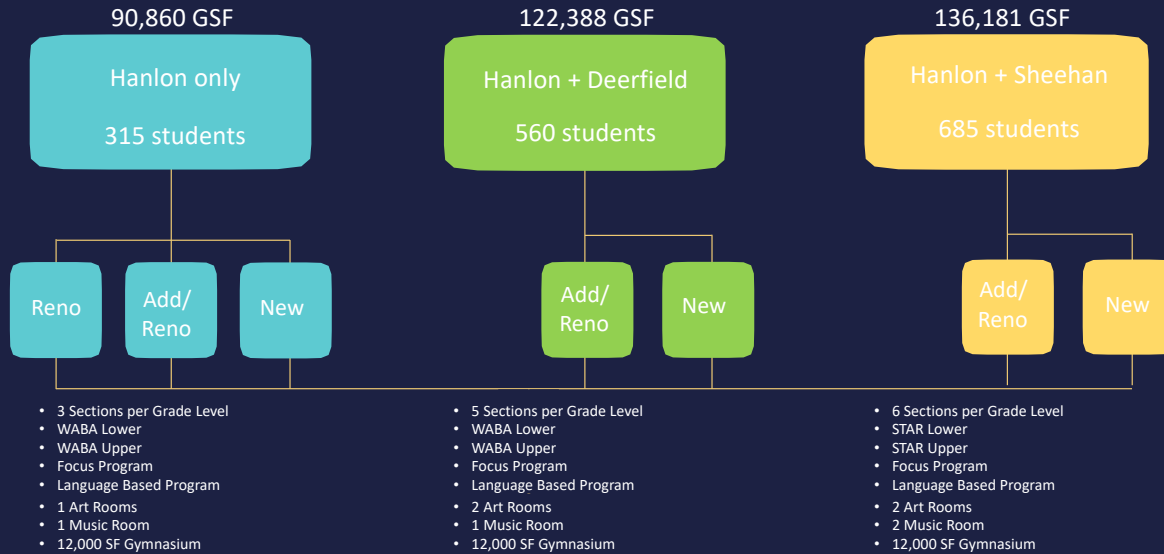 90,860 GSF
Hanlon only
315 students
Reno
Add/
Reno
New
• 3 Sections per Grade Level
• WABA Lower
• WABA Upper
• Focus Program
• Language Based Program
• 1 Art Rooms
• 1 Music Room
• 12,000 SF Gymnasium
122,388 GSF
Hanlon + Deerfield
560 students
Add/
Reno
New
• 5 Sections per Grade Level
• WABA Lower
• WABA Upper
• Focus Program
• Language Based Program
• 2 Art Rooms
• 1 Music Room
• 12,000 SF Gymnasium
136,181 GSF
Hanlon + Sheehan
685 students
Add/
Reno
New
• 6 Sections per Grade Level
• STAR Lower
• STAR Upper
• Focus Program
• Language Based Program
• 2 Art Rooms
• 2 Music Room
• 12,000 SF Gymnasium